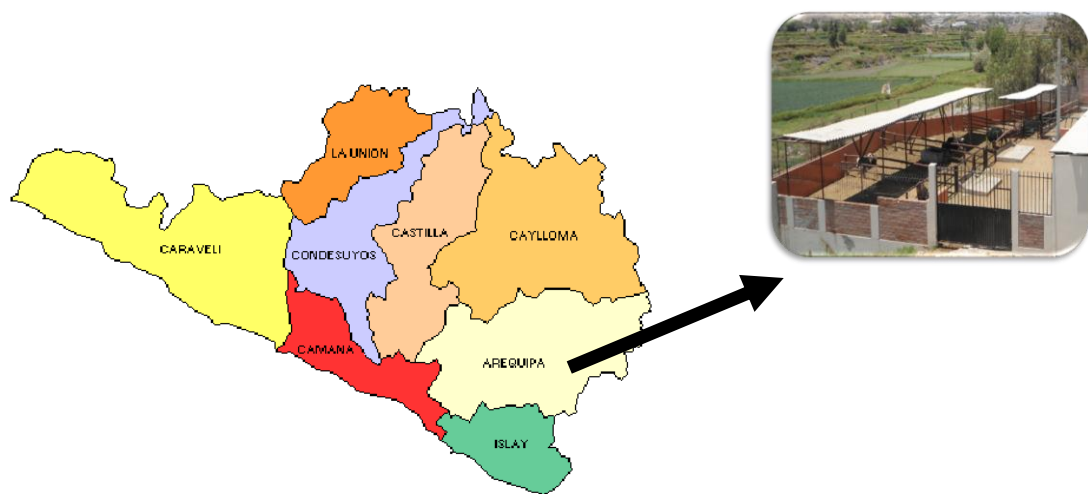 LA UNION
CARAVELI
CONDESUYOS
CASTILLA
CAYLLOMA
CAMANA
AREQUIPA
ISLAY